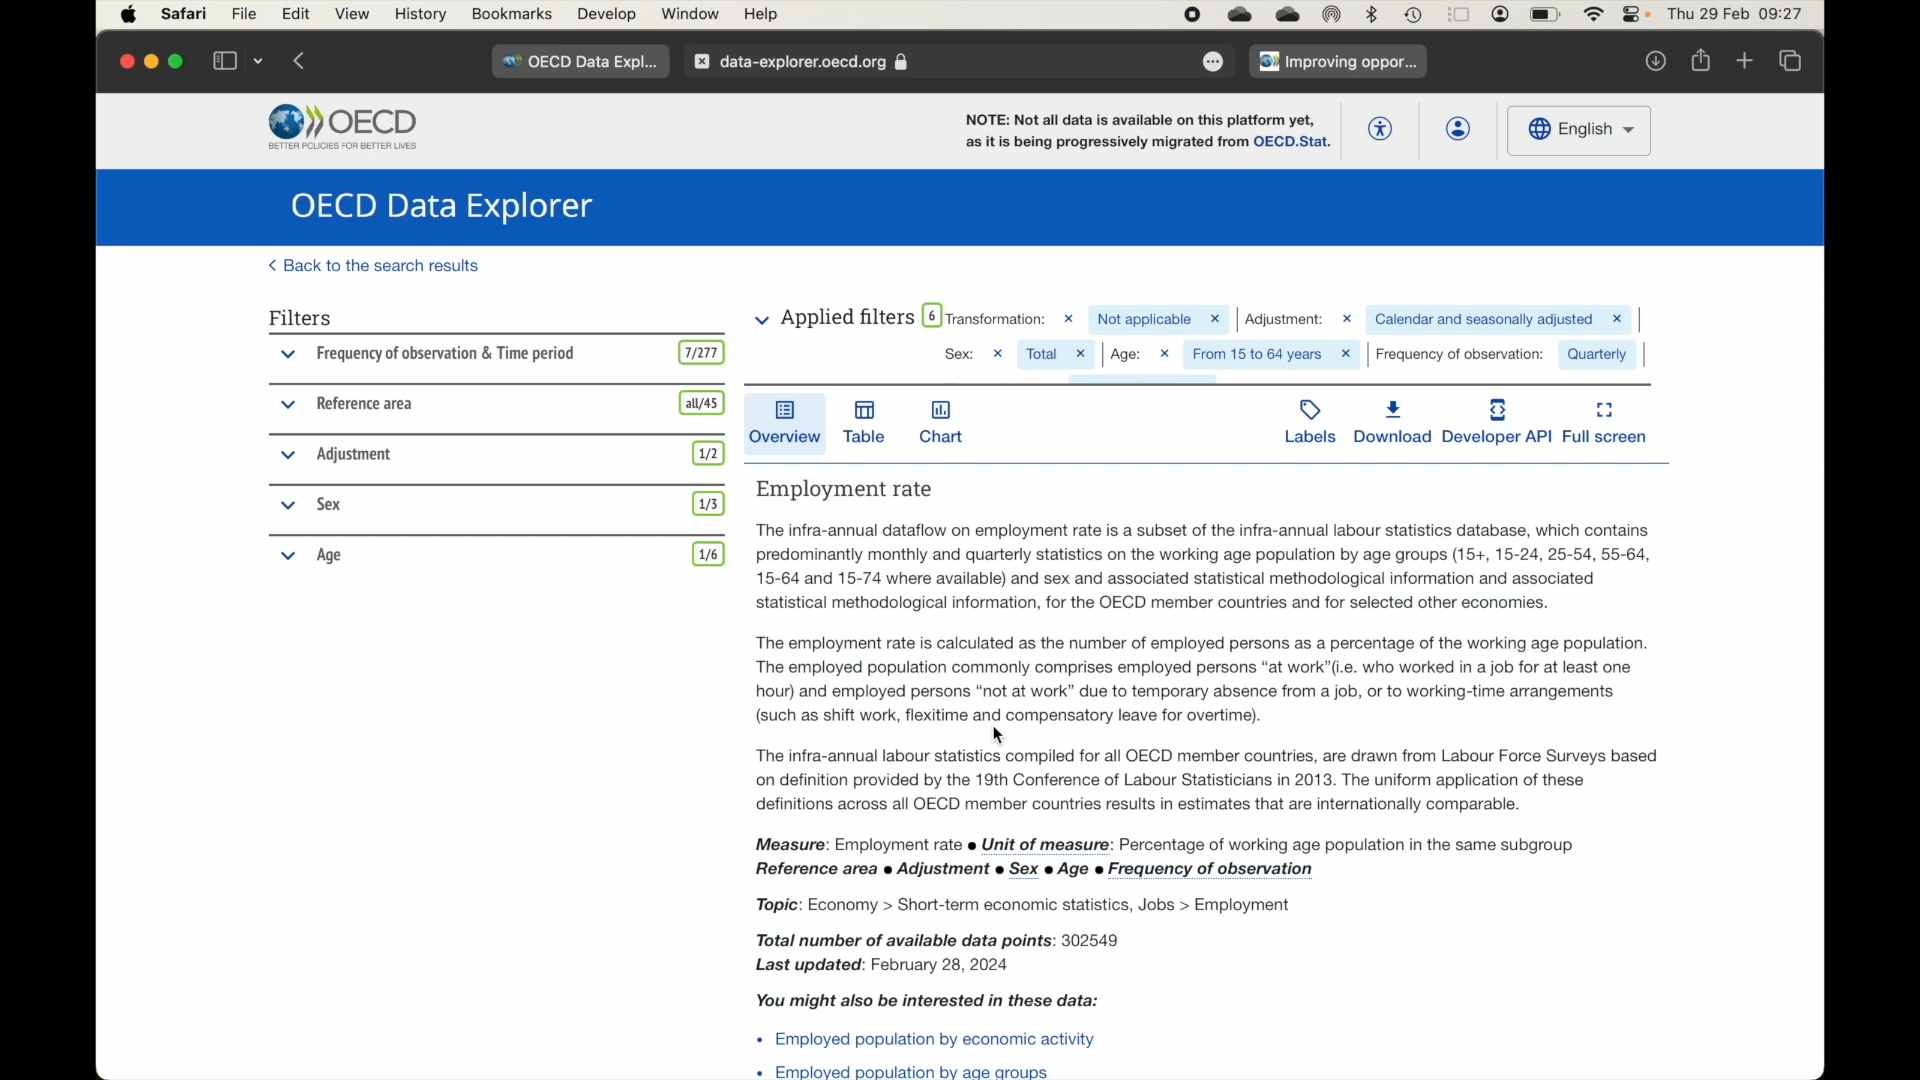 Safari File Edit View History Bookmarks Develop Window Help Thu 29 Feb 09:27
OECD Data Expl... data-explorer.oecd.org Improving oppor...
OECD
BETTER POLICIES FOR BETTER LIVES
NOTE: Not all data is available on this platform yet,
as it is being progressively migrated from OECD.Stat.
English
OECD Data Explorer
Back to the search results
Filters
Frequency of observation & Time period 7/277
Reference area all/45
Adjustment 1/2
Sex 1/3
Age 1/6
Applied filters 6 Transformation: × Not applicable × Adjustment: × Calendar and seasonally adjusted ×
Sex: × Total × Age: × From 15 to 64 years × Frequency of observation: Quarterly
Overview Table Chart Labels Download Developer API Full screen
Employment rate
The infra-annual dataflow on employment rate is a subset of the infra-annual labour statistics database, which contains
predominantly monthly and quarterly statistics on the working age population by age groups (15+, 15-24, 25-54, 55-64,
15-64 and 15-74 where available) and sex and associated statistical methodological information and associated
statistical methodological information, for the OECD member countries and for selected other economies.
The employment rate is calculated as the number of employed persons as a percentage of the working age population.
The employed population commonly comprises employed persons “at work”(i.e. who worked in a job for at least one
hour) and employed persons “not at work” due to temporary absence from a job, or to working-time arrangements
(such as shift work, flexitime and compensatory leave for overtime).
The infra-annual labour statistics compiled for all OECD member countries, are drawn from Labour Force Surveys based
on definition provided by the 19th Conference of Labour Statisticians in 2013. The uniform application of these
definitions across all OECD member countries results in estimates that are internationally comparable.
Measure: Employment rate ● Unit of measure: Percentage of working age population in the same subgroup
Reference area ● Adjustment ● Sex ● Age ● Frequency of observation
Topic: Economy > Short-term economic statistics, Jobs > Employment
Total number of available data points: 302549
Last updated: February 28, 2024
You might also be interested in these data:
• Employed population by economic activity
• Employed population by age groups